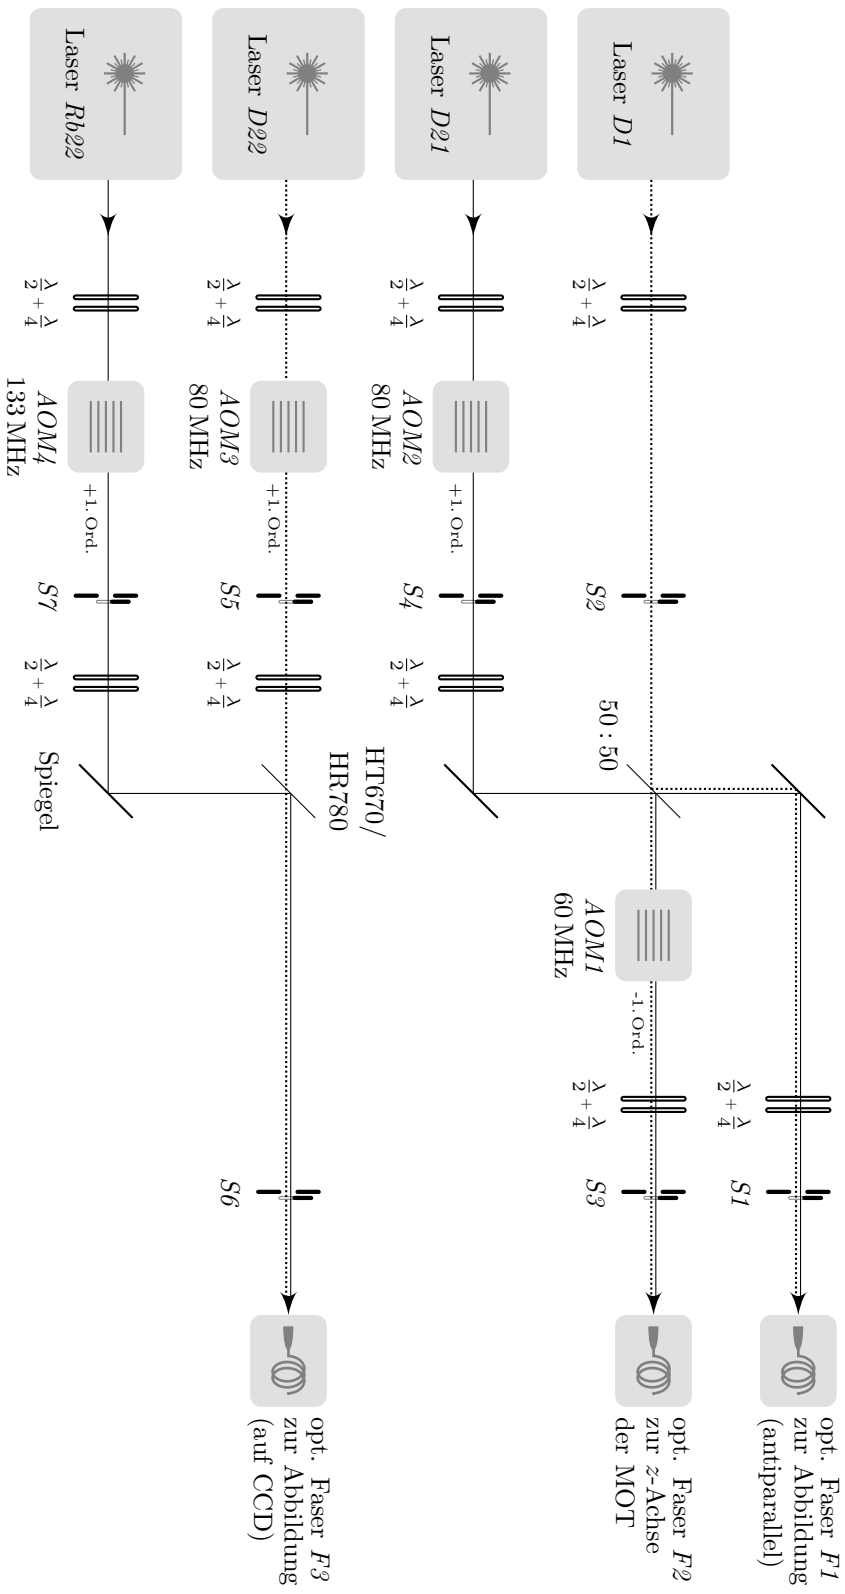 λ/2 + λ/4
S1
opt. Faser F1
zur Abbildung
(antiparallel)
Laser D1
λ/2 + λ/4
S2
50 : 50
AOM1
60 MHz
-1. Ord.
λ/2 + λ/4
S3
opt. Faser F2
zur z-Achse
der MOT
Laser D21
λ/2 + λ/4
AOM2
80 MHz
+1. Ord.
S4
λ/2 + λ/4
HT670/
HR780
Laser D22
λ/2 + λ/4
AOM3
80 MHz
+1. Ord.
S5
λ/2 + λ/4
S6
opt. Faser F3
zur Abbildung
(auf CCD)
Laser Rb22
λ/2 + λ/4
AOM4
133 MHz
+1. Ord.
S7
λ/2 + λ/4
Spiegel